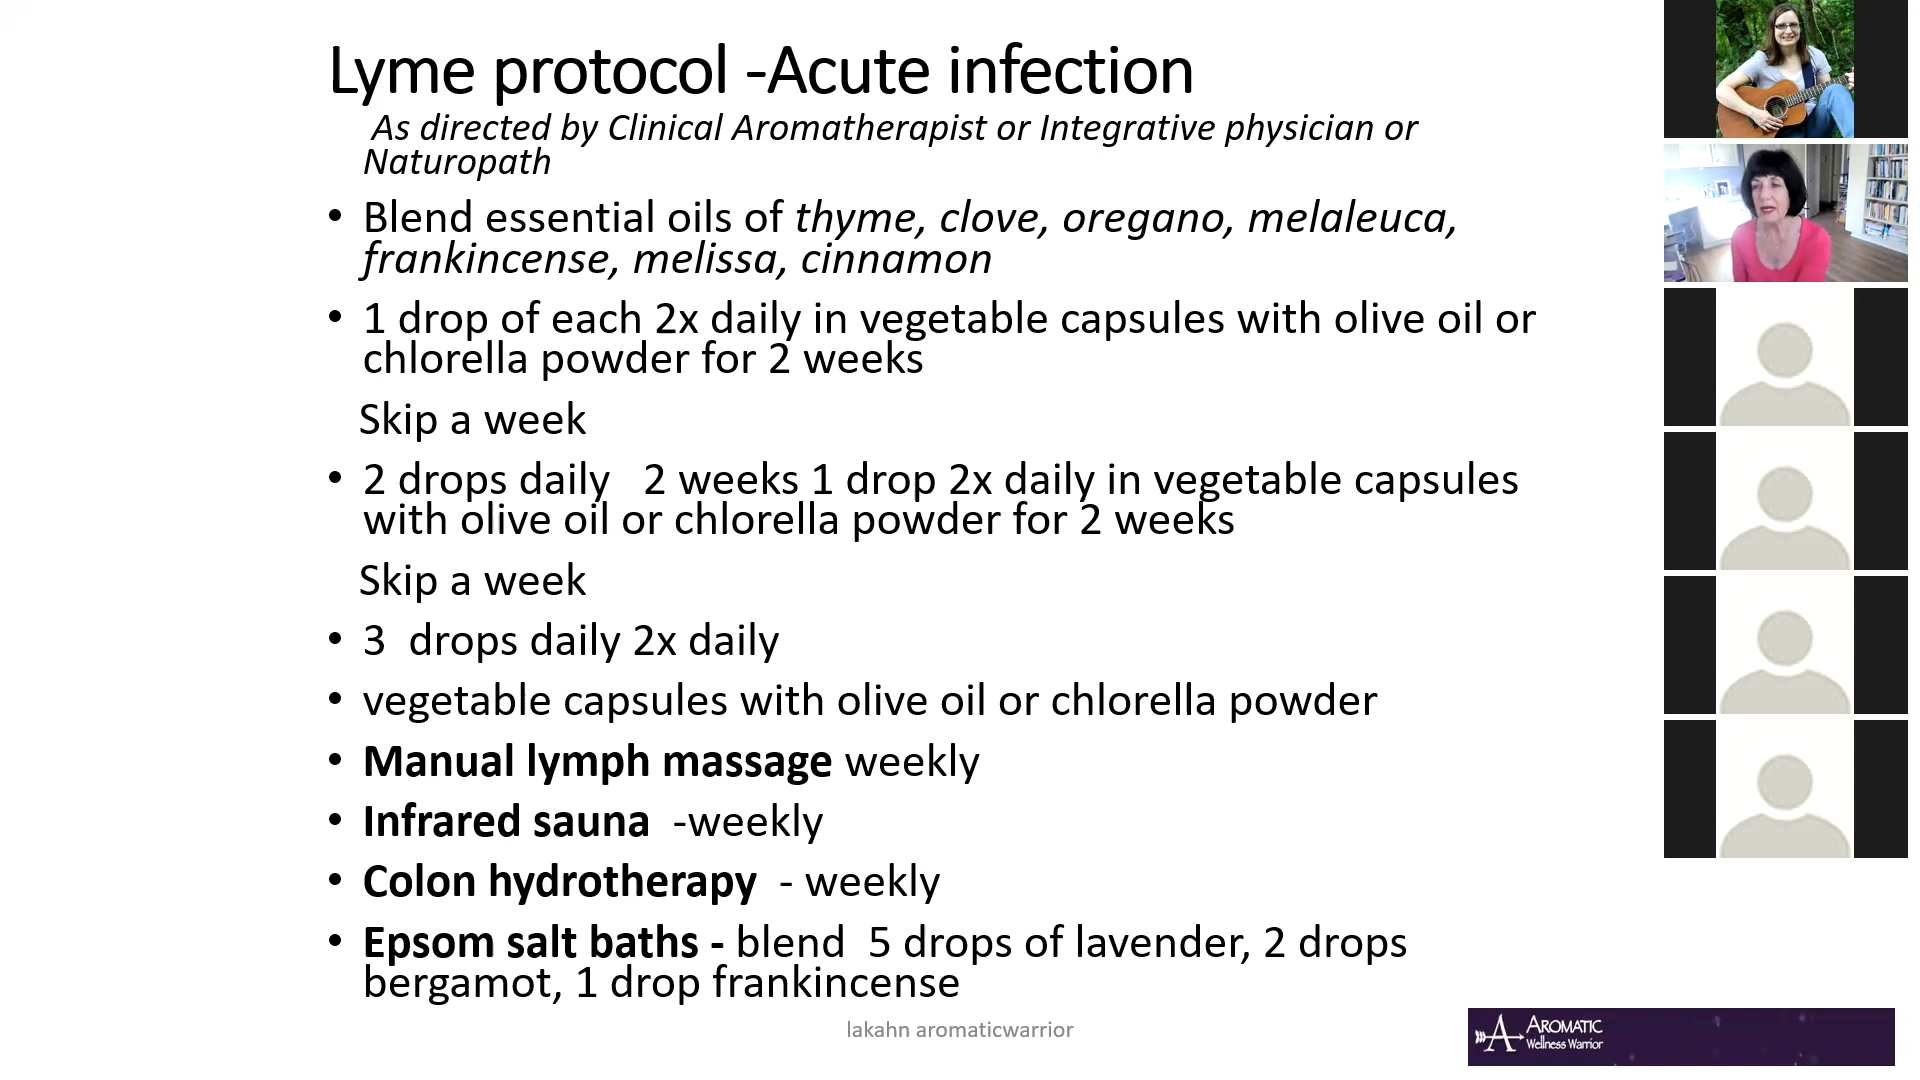 Lyme protocol -Acute infection
As directed by Clinical Aromatherapist or Integrative physician or
Naturopath
• Blend essential oils of thyme, clove, oregano, melaleuca,
frankincense, melissa, cinnamon
• 1 drop of each 2x daily in vegetable capsules with olive oil or
chlorella powder for 2 weeks
Skip a week
• 2 drops daily   2 weeks 1 drop 2x daily in vegetable capsules
with olive oil or chlorella powder for 2 weeks
Skip a week
• 3  drops daily 2x daily
• vegetable capsules with olive oil or chlorella powder
• Manual lymph massage weekly
• Infrared sauna  -weekly
• Colon hydrotherapy  - weekly
• Epsom salt baths - blend  5 drops of lavender, 2 drops
bergamot, 1 drop frankincense
lakahn aromaticwarrior
AROMATIC
Wellness Warrior